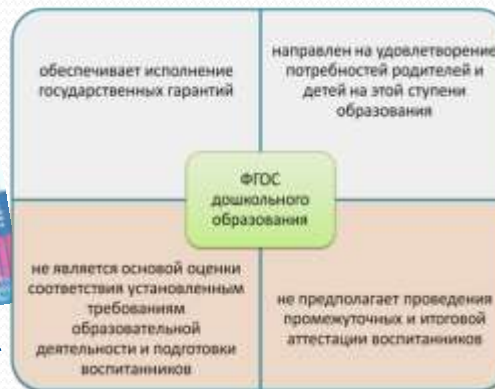 обеспечивает исполнение
государственных гарантий
направлен на удовлетворение
потребностей родителей и
детей на этой ступени
образования
ФГОС
дошкольного
образования
не является основой оценки
соответствия установленным
требованиям
образовательной
деятельности и подготовки
воспитанников
не предполагает проведения
промежуточных и итоговой
аттестации воспитанников